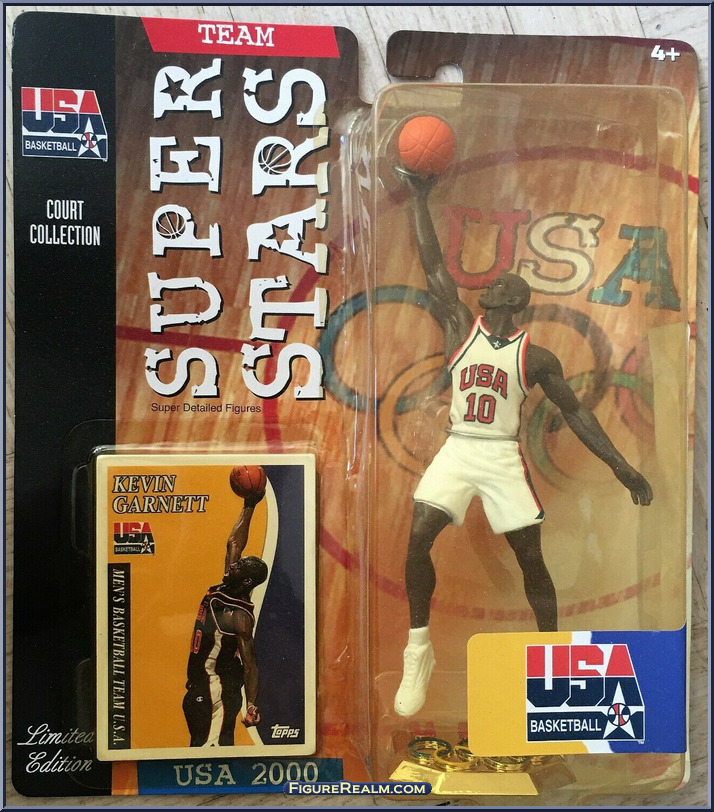 TEAM
SUPER
STARS
Super Detailed Figures
4+
USA
BASKETBALL
COURT
COLLECTION
USA
USA
10
KEVIN
GARNETT
USA
BASKETBALL
MEN'S BASKETBALL TEAM U.S.A.
Topps
USA
BASKETBALL
Limited
Edition
USA 2000
FIGUREREALM.COM